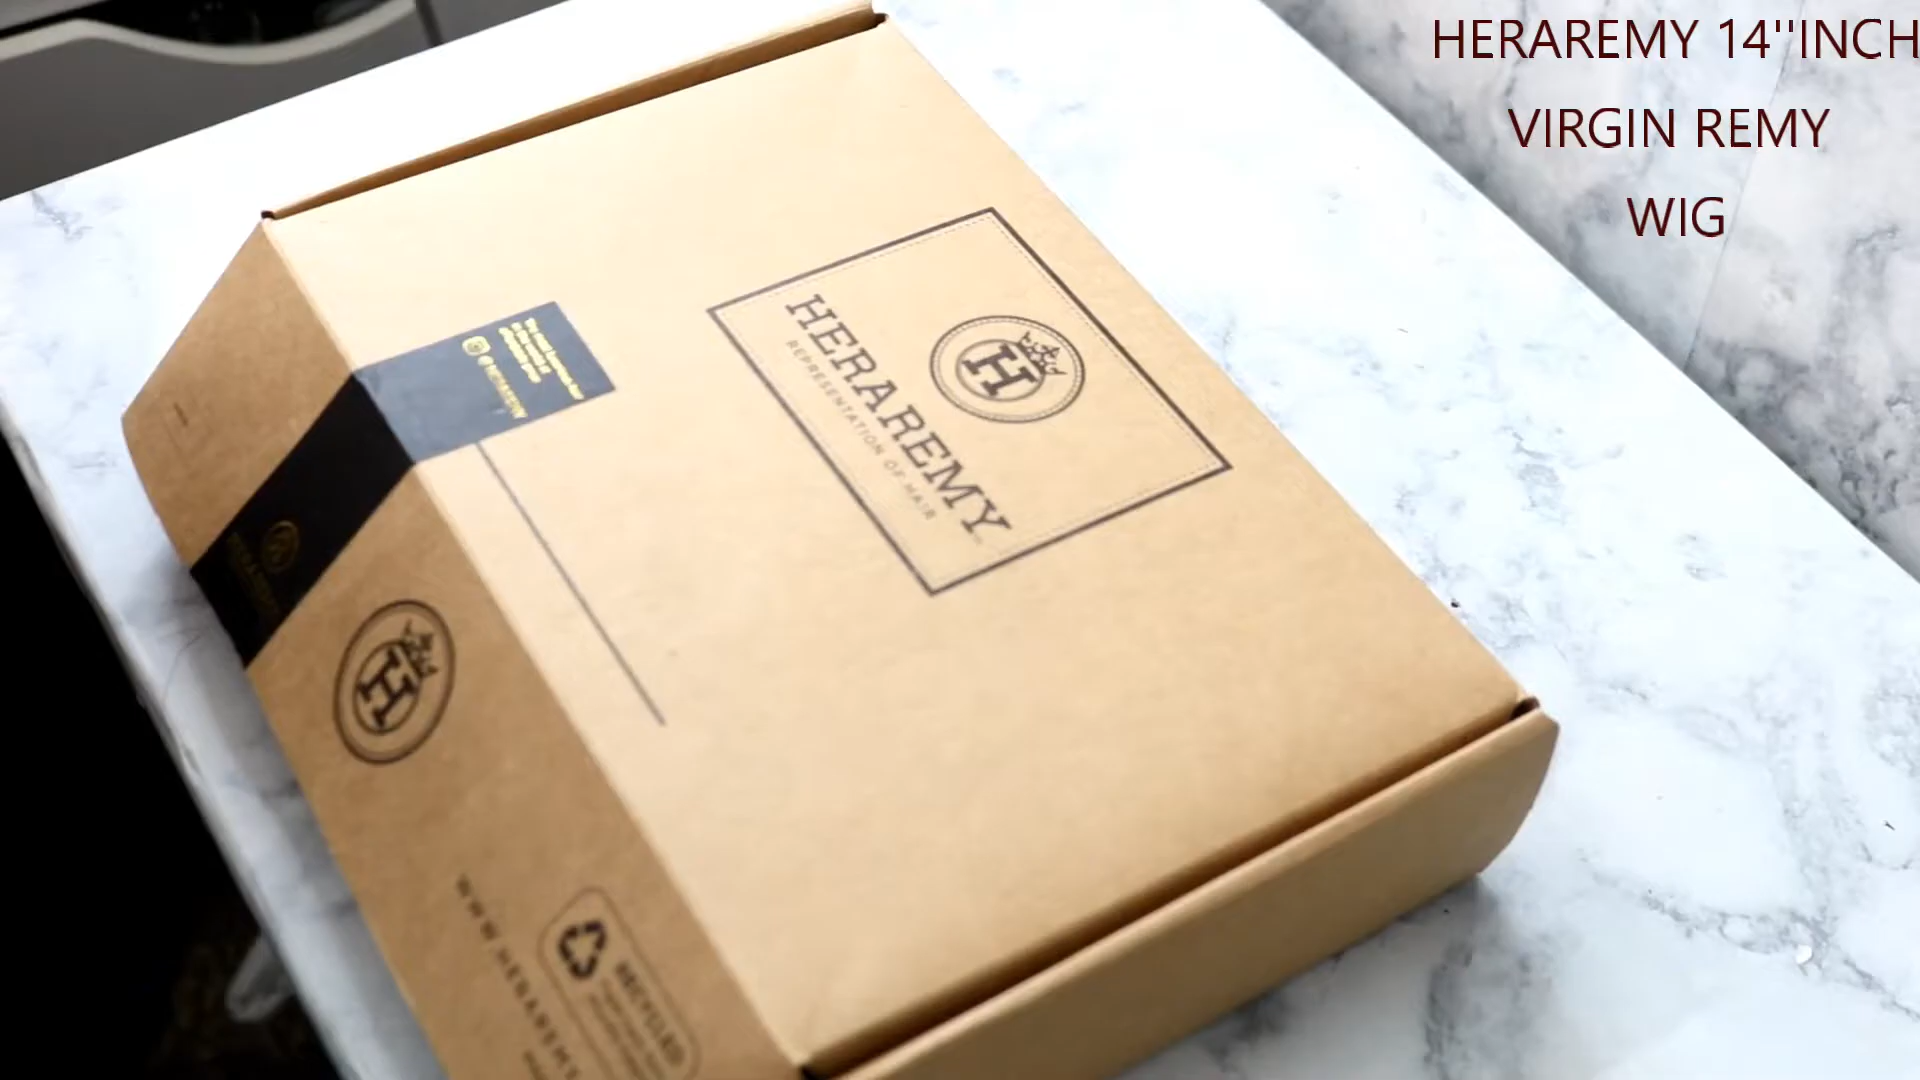 HERAREMY 14''INCH
VIRGIN REMY
WIG
H
HERAREMY
REPRESENTATION OF HAIR
H
WWW.HERAREMY
RECYCLED